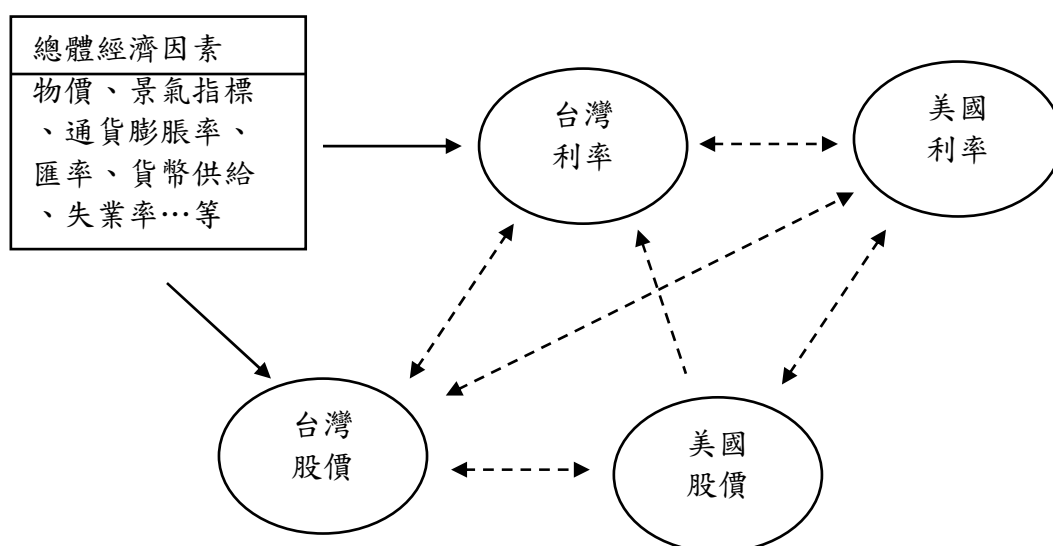 總體經濟因素
物價、景氣指標
、通貨膨脹率、
匯率、貨幣供給
、失業率…等
台灣
利率
美國
利率
台灣
股價
美國
股價